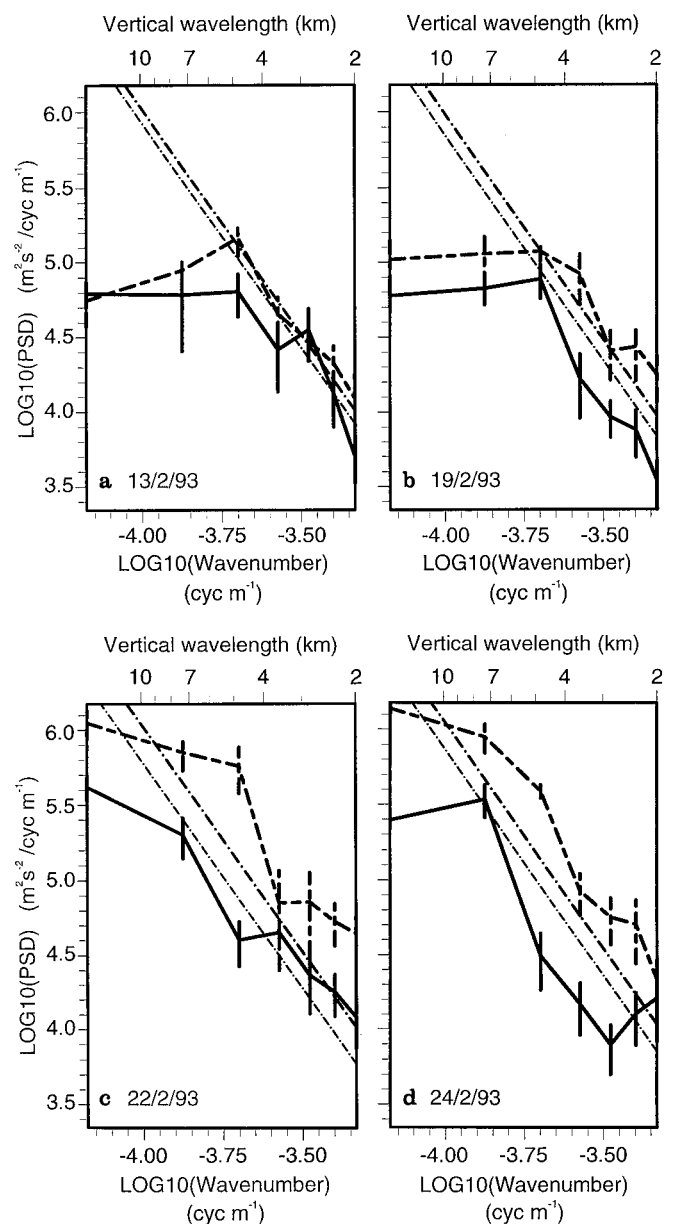 Vertical wavelength (km)
10 7 4 2
Vertical wavelength (km)
10 7 4 2
LOG10(PSD) (m²s⁻²/cyc m⁻¹)
6.0
5.5
5.0
4.5
4.0
3.5
a 13/2/93
b 19/2/93
-4.00 -3.75 -3.50
-4.00 -3.75 -3.50
LOG10(Wavenumber)
(cyc m⁻¹)
LOG10(Wavenumber)
(cyc m⁻¹)
Vertical wavelength (km)
10 7 4 2
Vertical wavelength (km)
10 7 4 2
LOG10(PSD) (m²s⁻²/cyc m⁻¹)
6.0
5.5
5.0
4.5
4.0
3.5
c 22/2/93
d 24/2/93
-4.00 -3.75 -3.50
-4.00 -3.75 -3.50
LOG10(Wavenumber)
(cyc m⁻¹)
LOG10(Wavenumber)
(cyc m⁻¹)